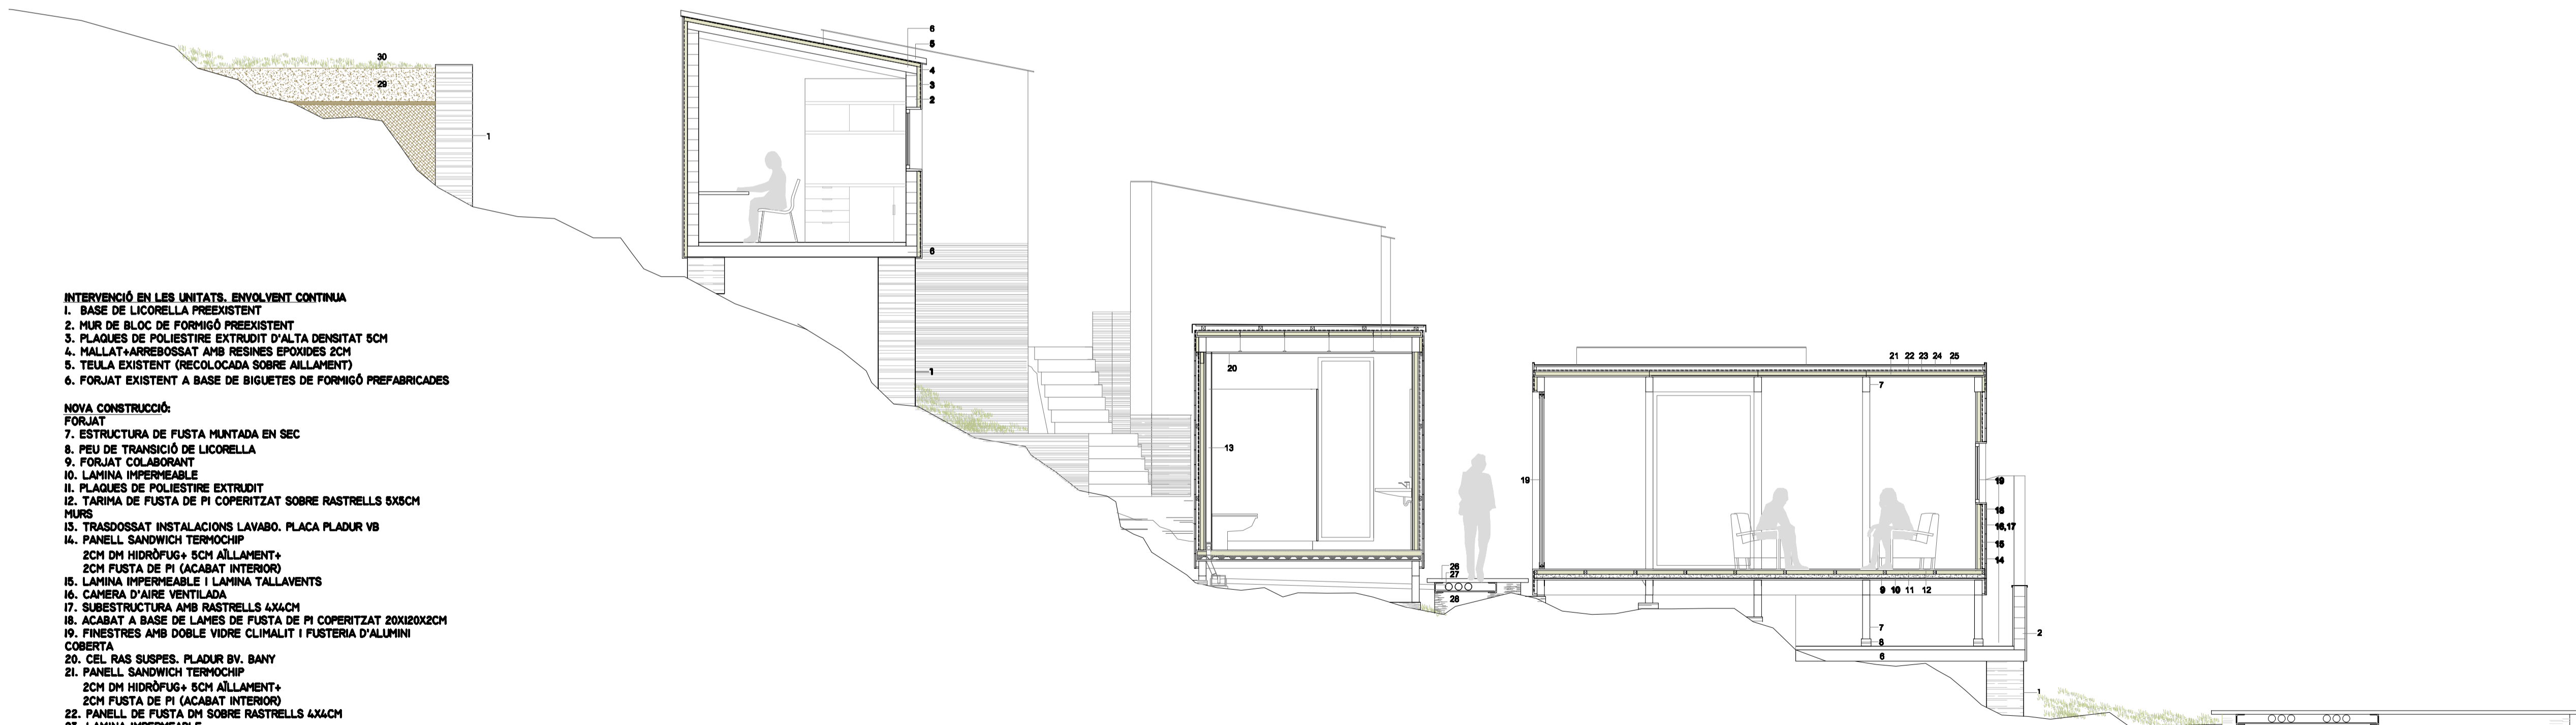 INTERVENCIÓ EN LES UNITATS. ENVOLVENT CONTINUA
1. BASE DE LICORELLA PREEXISTENT
2. MUR DE BLOC DE FORMIGÓ PREEXISTENT
3. PLAQUES DE POLIESTIRE EXTRUDIT D'ALTA DENSITAT 5CM
4. MALLAT+ARREBOSSAT AMB RESINES EPOXIDES 2CM
5. TEULA EXISTENT (RECOLOCADA SOBRE AILLAMENT)
6. FORJAT EXISTENT A BASE DE BIGUETES DE FORMIGÓ PREFABRICADES
NOVA CONSTRUCCIÓ:
FORJAT
7. ESTRUCTURA DE FUSTA MUNTADA EN SEC
8. PEU DE TRANSICIÓ DE LICORELLA
9. FORJAT COLABORANT
10. LAMINA IMPERMEABLE
11. PLAQUES DE POLIESTIRE EXTRUDIT
12. TARIMA DE FUSTA DE PI COPERITZAT SOBRE RASTRELLS 5X5CM
MURS
13. TRASDOSSAT INSTALACIONS LAVABO. PLACA PLADUR VB
14. PANELL SANDWICH TERMOCHIP
2CM DM HIDRÒFUG+ 5CM AÏLLAMENT+
2CM FUSTA DE PI (ACABAT INTERIOR)
15. LAMINA IMPERMEABLE I LAMINA TALLAVENTS
16. CAMERA D'AIRE VENTILADA
17. SUBESTRUCTURA AMB RASTRELLS 4X4CM
18. ACABAT A BASE DE LAMES DE FUSTA DE PI COPERITZAT 20X120X2CM
19. FINESTRES AMB DOBLE VIDRE CLIMALIT I FUSTERIA D'ALUMINI
COBERTA
20. CEL RAS SUSPES. PLADUR BV. BANY
21. PANELL SANDWICH TERMOCHIP
2CM DM HIDRÒFUG+ 5CM AÏLLAMENT+
2CM FUSTA DE PI (ACABAT INTERIOR)
22. PANELL DE FUSTA DM SOBRE RASTRELLS 4X4CM
23. LAMINA IMPERMEABLE
30
29
1
6
5
4
3
2
6
1
20
13
26
27
28
21 22 23 24 25
7
19
19
18
16,17
15
14
9 10 11 12
7
8
6
2
1